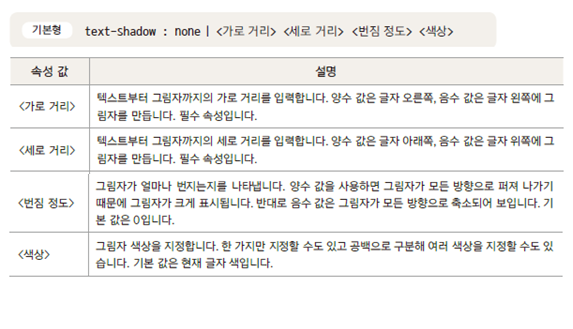 기본형 text-shadow : none | <가로 거리> <세로 거리> <번짐 정도> <색상>
속성 값 설명
<가로 거리> 텍스트부터 그림자까지의 가로 거리를 입력합니다. 양수 값은 글자 오른쪽, 음수 값은 글자 왼쪽에 그
림자를 만듭니다. 필수 속성입니다.
<세로 거리> 텍스트부터 그림자까지의 세로 거리를 입력합니다. 양수 값은 글자 아래쪽, 음수 값은 글자 위쪽에 그
림자를 만듭니다. 필수 속성입니다.
<번짐 정도> 그림자가 얼마나 번지는지를 나타냅니다. 양수 값을 사용하면 그림자가 모든 방향으로 퍼져 나가기
때문에 그림자가 크게 표시됩니다. 반대로 음수 값은 그림자가 모든 방향으로 축소되어 보입니다. 기
본 값은 0입니다.
<색상> 그림자 색상을 지정합니다. 한 가지만 지정할 수도 있고 공백으로 구분해 여러 색상을 지정할 수도 있
습니다. 기본 값은 현재 글자 색입니다.